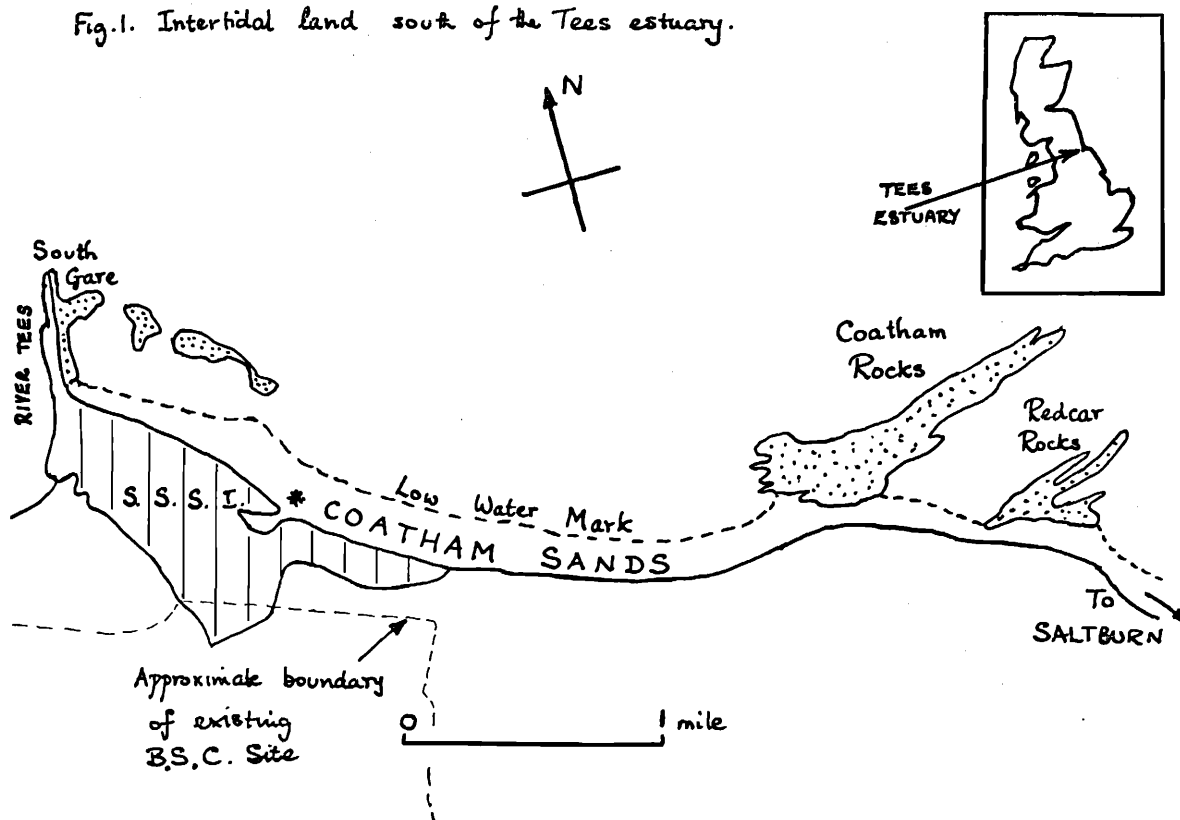 Fig.1. Intertidal land south of the Tees estuary.
N
TEES
ESTUARY
South
Gare
RIVER TEES
Coatham
Rocks
Redcar
Rocks
S. S. S. I.
*
Low Water Mark
COATHAM SANDS
To
SALTBURN
Approximate boundary
of existing
B.S.C. Site
0 1 mile